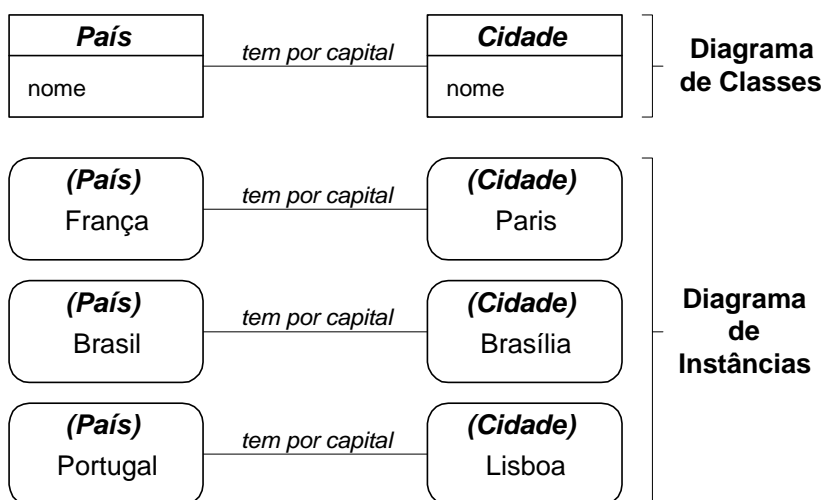 País
tem por capital
Cidade
nome
nome
Diagrama
de Classes
(País)
França
tem por capital
(Cidade)
Paris
(País)
Brasil
tem por capital
(Cidade)
Brasília
Diagrama
de
Instâncias
(País)
Portugal
tem por capital
(Cidade)
Lisboa